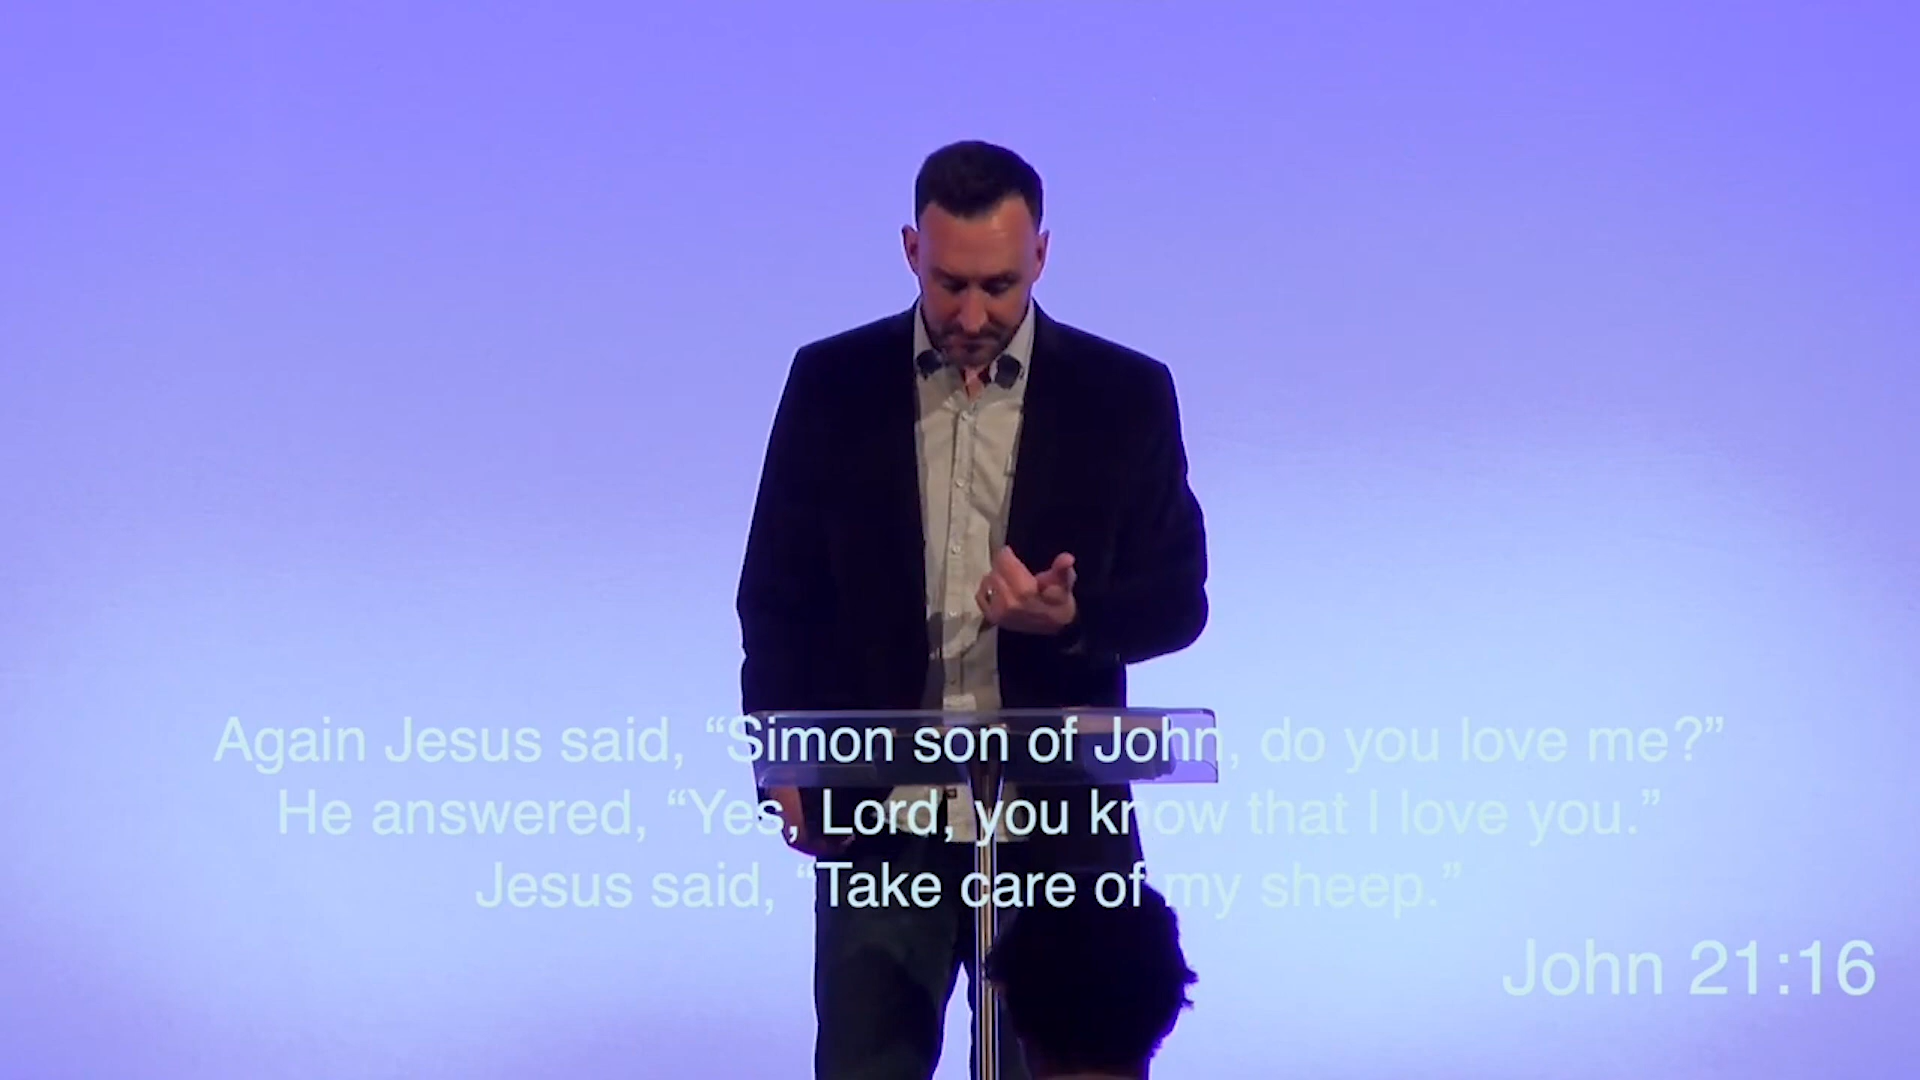 Again Jesus said, “Simon son of John, do you love me?”
He answered, “Yes, Lord, you know that I love you.”
Jesus said, “Take care of my sheep.”
John 21:16